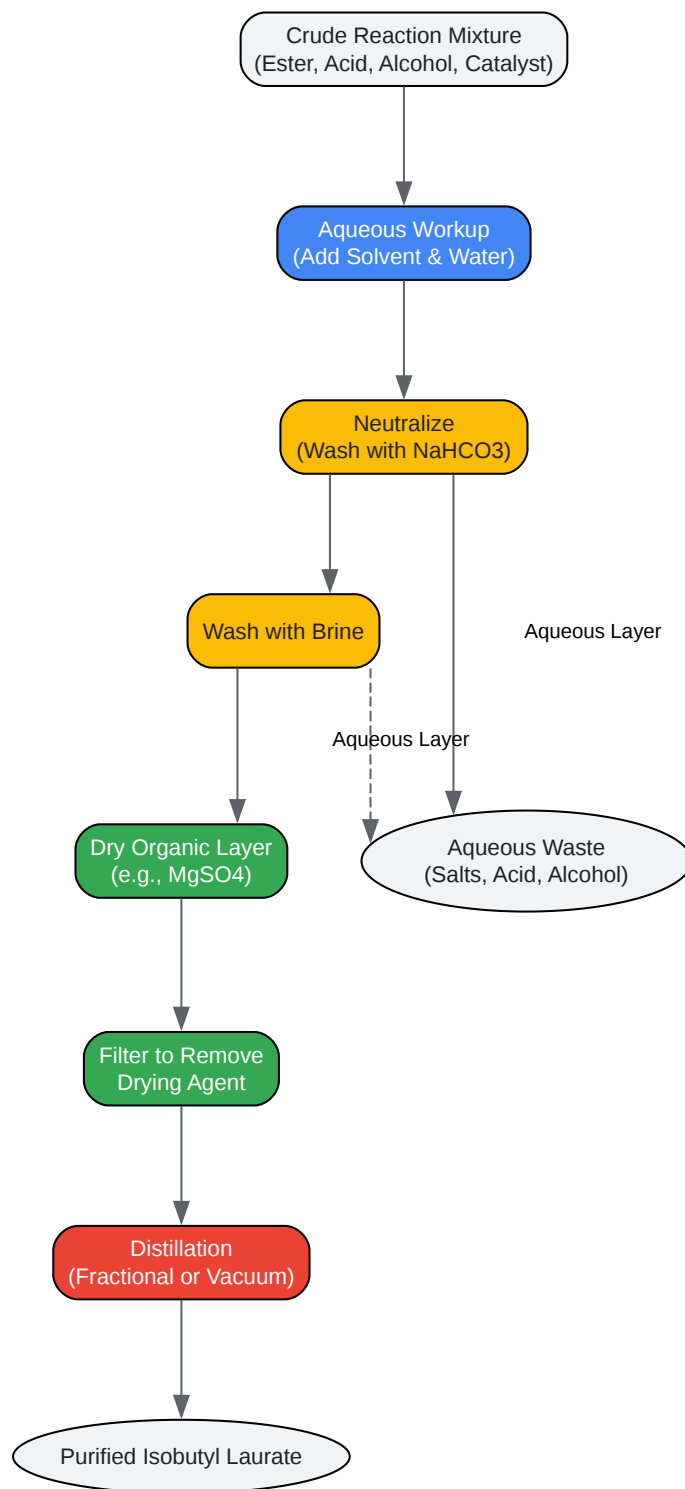 Crude Reaction Mixture
(Ester, Acid, Alcohol, Catalyst)
Aqueous Workup
(Add Solvent & Water)
Neutralize
(Wash with NaHCO3)
Wash with Brine
Aqueous Layer
Aqueous Layer
Dry Organic Layer
(e.g., MgSO4)
Aqueous Waste
(Salts, Acid, Alcohol)
Filter to Remove
Drying Agent
Distillation
(Fractional or Vacuum)
Purified Isobutyl Laurate